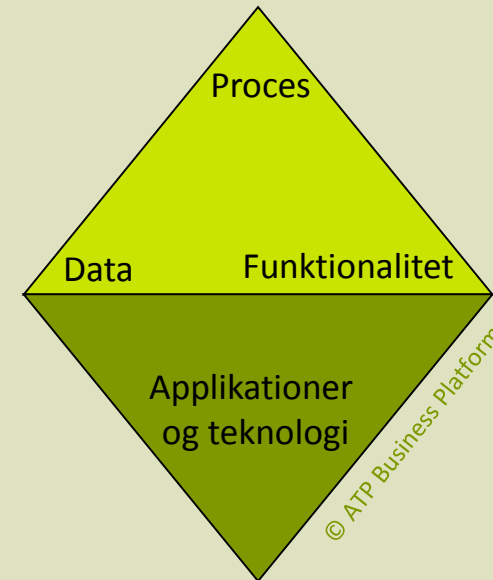 Proces
Data
Funktionalitet
Applikationer
og teknologi
© ATP Business Platform